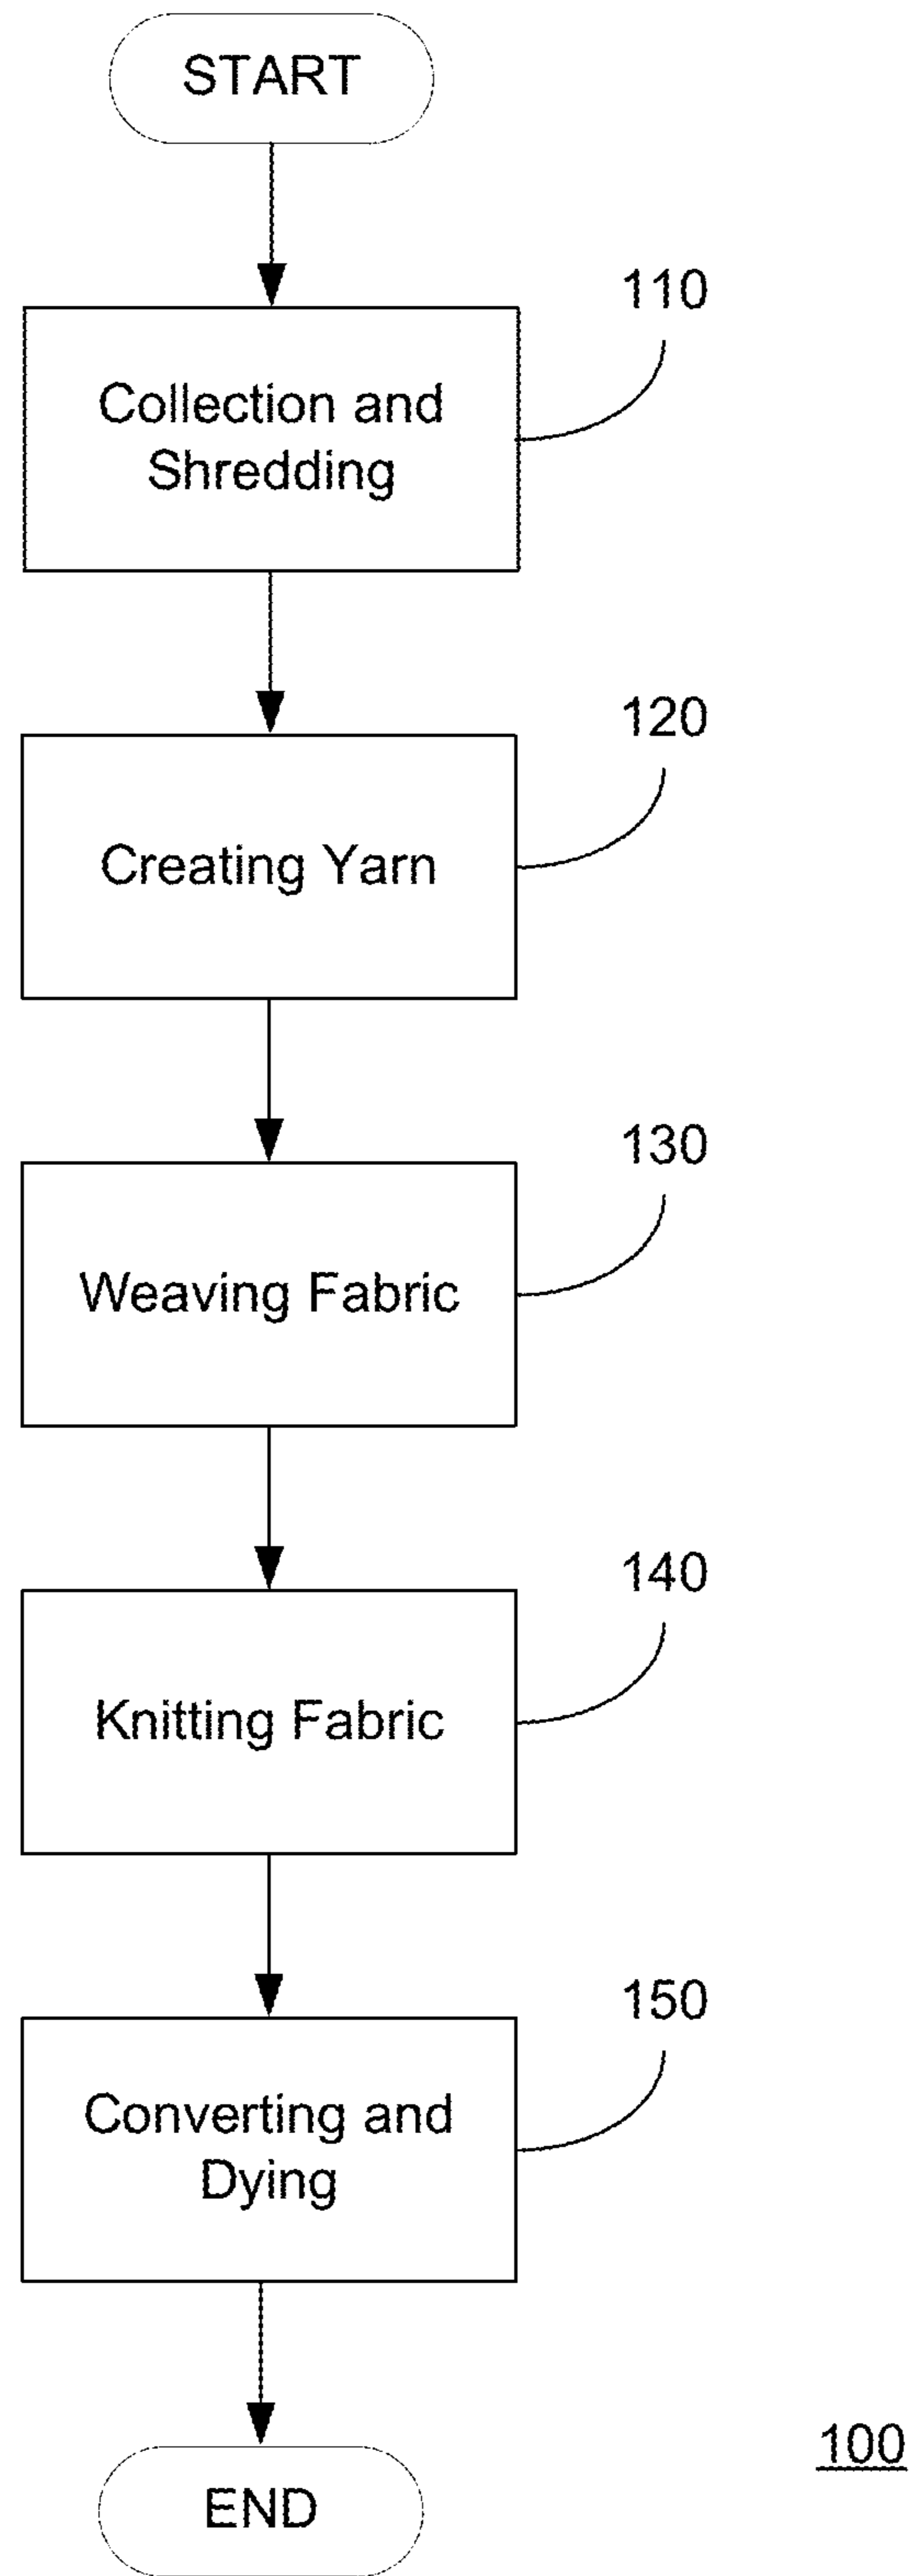 START
110
Collection and
Shredding
120
Creating Yarn
130
Weaving Fabric
140
Knitting Fabric
150
Converting and
Dying
END
100